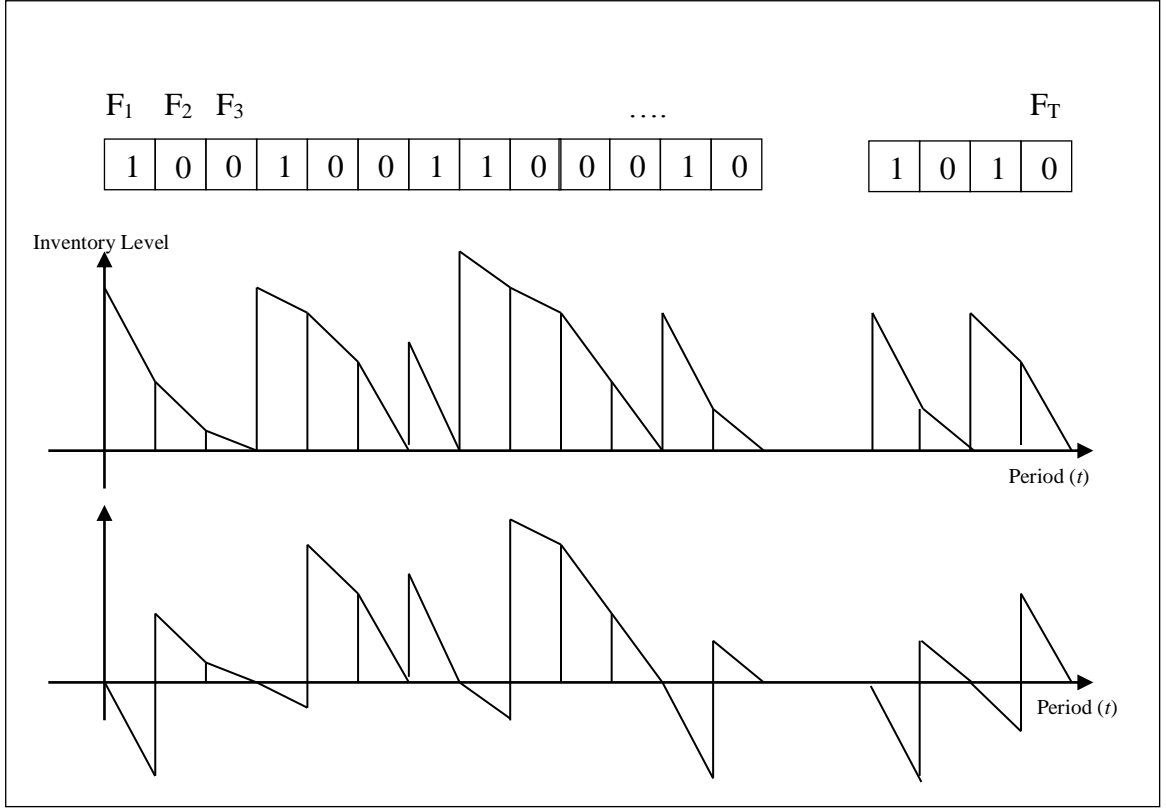 F₁ F₂ F₃ …. F_T
1 0 0 1 0 0 1 1 0 0 0 1 0 1 0 1 0
Inventory Level
Period (t)
Period (t)